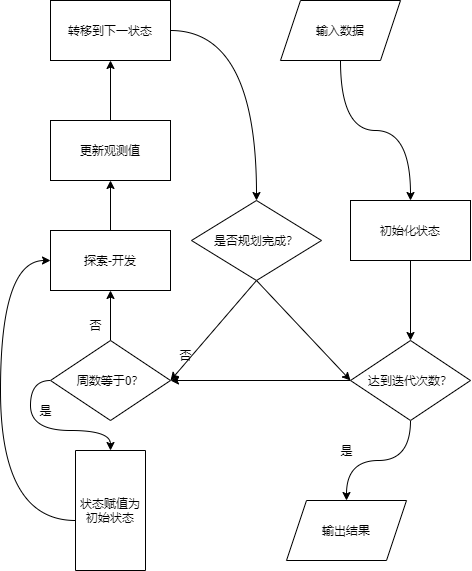 转移到下一状态
输入数据
更新观测值
是否规划完成?
初始化状态
探索-开发
否
否
周数等于0?
达到迭代次数?
是
是
状态赋值为
初始状态
输出结果